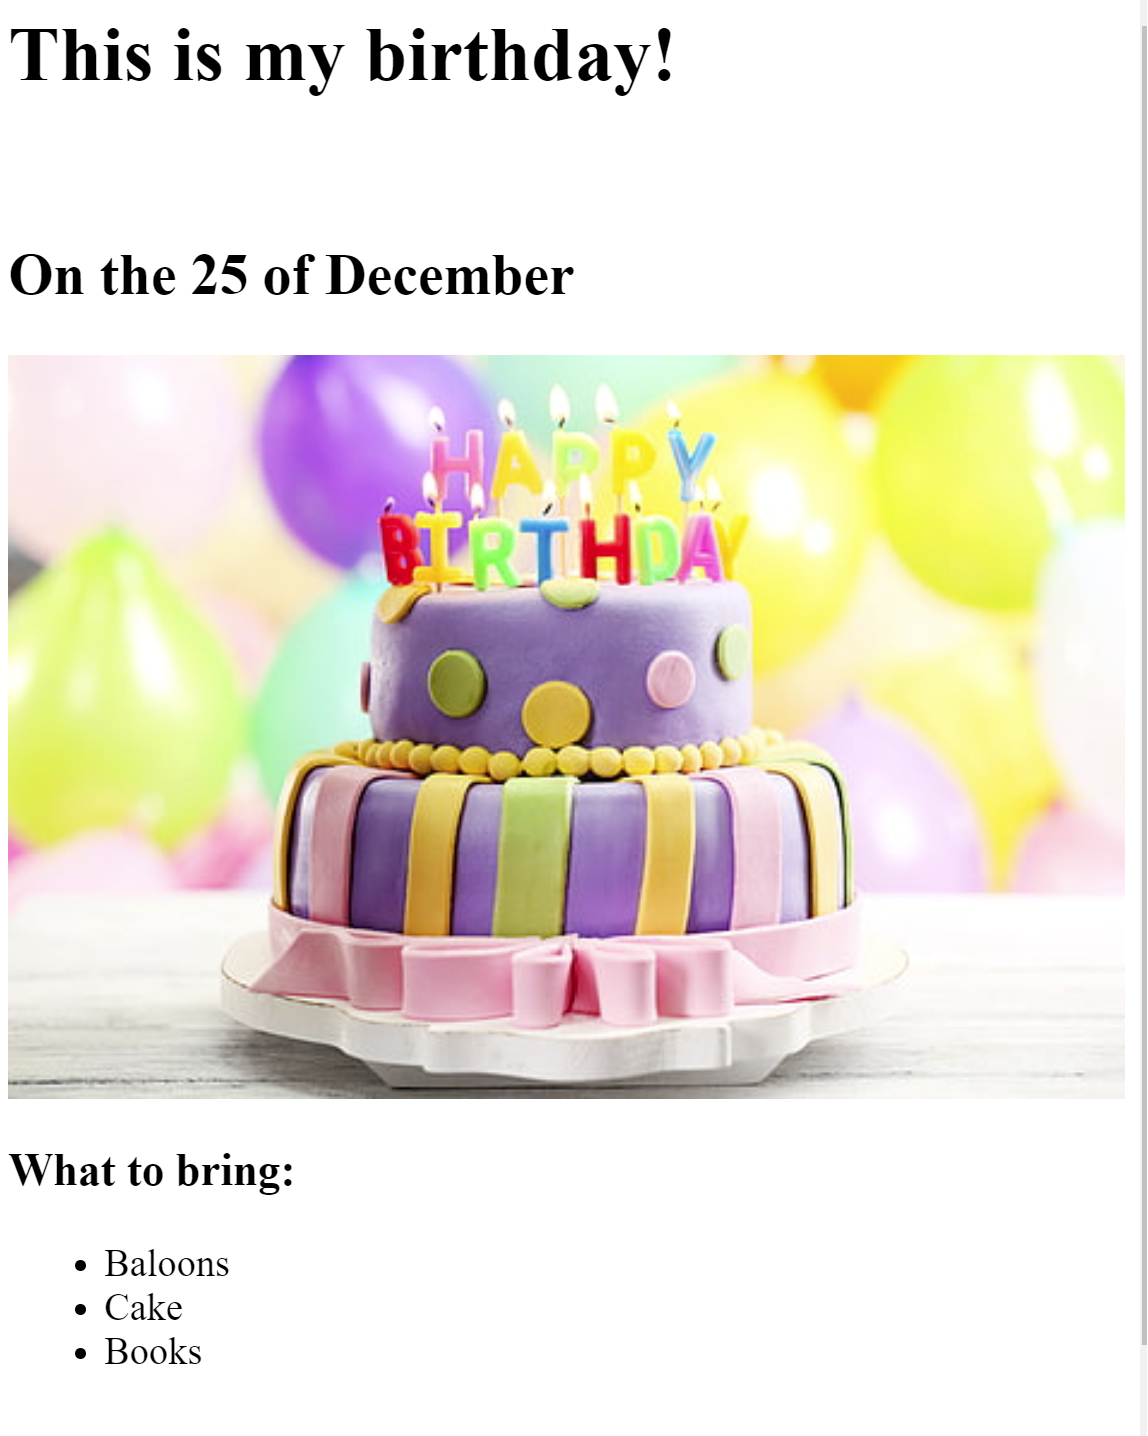 This is my birthday!
On the 25 of December
HAPPY
BIRTHDAY
What to bring:
Baloons
Cake
Books